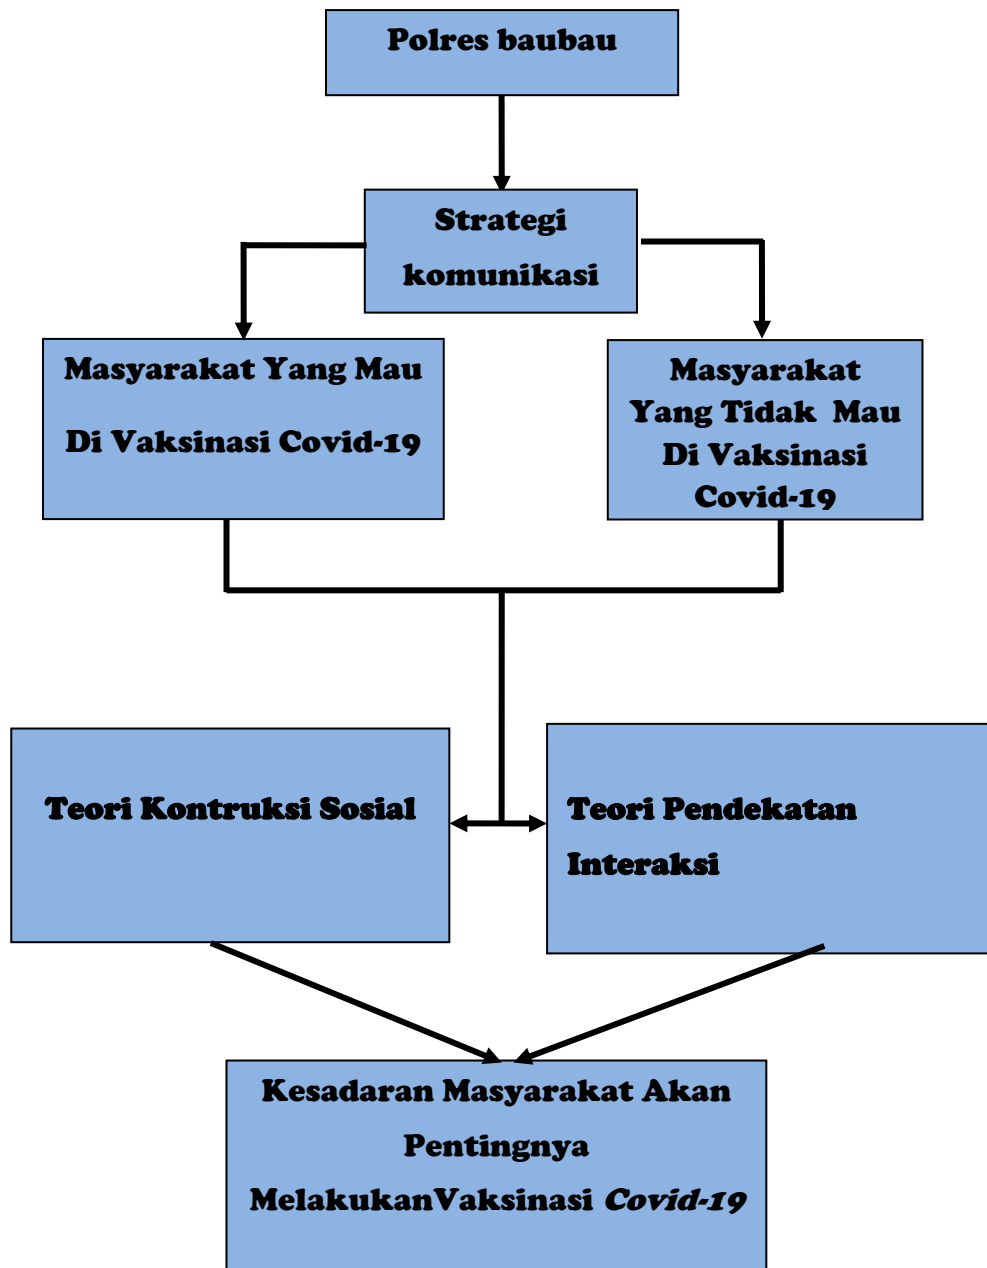 Polres baubau
Strategi
komunikasi
Masyarakat Yang Mau
Di Vaksinasi Covid-19
Masyarakat
Yang Tidak  Mau
Di Vaksinasi
Covid-19
Teori Kontruksi Sosial
Teori Pendekatan
Interaksi
Kesadaran Masyarakat Akan
Pentingnya
MelakukanVaksinasi Covid-19